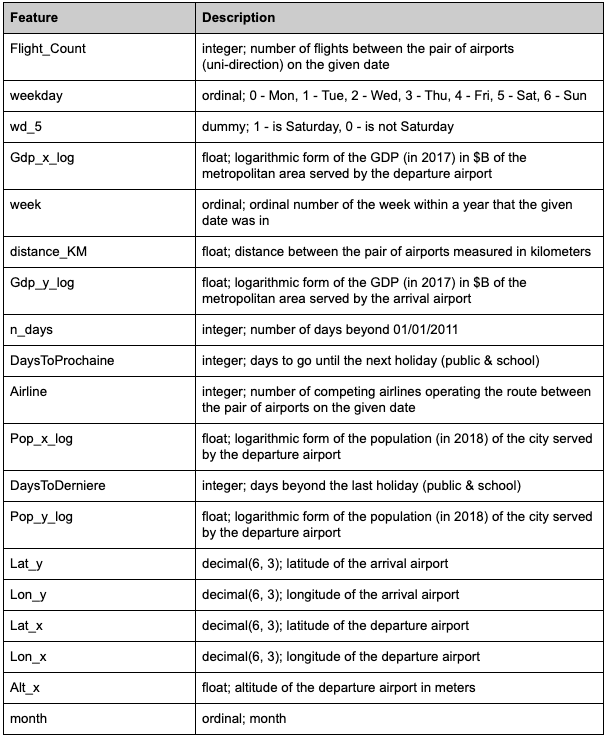 Feature Description
Flight_Count integer; number of flights between the pair of airports
(uni-direction) on the given date
weekday ordinal; 0 - Mon, 1 - Tue, 2 - Wed, 3 - Thu, 4 - Fri, 5 - Sat, 6 - Sun
wd_5 dummy; 1 - is Saturday, 0 - is not Saturday
Gdp_x_log float; logarithmic form of the GDP (in 2017) in $B of the
metropolitan area served by the departure airport
week ordinal; ordinal number of the week within a year that the given
date was in
distance_KM float; distance between the pair of airports measured in kilometers
Gdp_y_log float; logarithmic form of the GDP (in 2017) in $B of the
metropolitan area served by the arrival airport
n_days integer; number of days beyond 01/01/2011
DaysToProchaine integer; days to go until the next holiday (public & school)
Airline integer; number of competing airlines operating the route between
the pair of airports on the given date
Pop_x_log float; logarithmic form of the population (in 2018) of the city served
by the departure airport
DaysToDerniere integer; days beyond the last holiday (public & school)
Pop_y_log float; logarithmic form of the population (in 2018) of the city served
by the departure airport
Lat_y decimal(6, 3); latitude of the arrival airport
Lon_y decimal(6, 3); longitude of the arrival airport
Lat_x decimal(6, 3); latitude of the departure airport
Lon_x decimal(6, 3); longitude of the departure airport
Alt_x float; altitude of the departure airport in meters
month ordinal; month